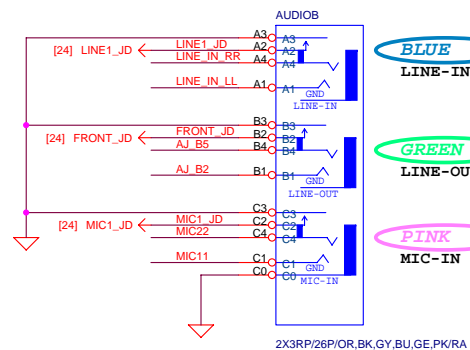 AUDIOB
A3 A3
[24] LINE1_JD LINE1_JD A2 A2
LINE_IN_RR A4 A4
BLUE
LINE-IN
LINE_IN_LL A1 A1
GND
LINE-IN
B3 B3
[24] FRONT_JD FRONT_JD B2 B2
AJ_B5 B4 B4
GREEN
LINE-OU
AJ_B2 B1 B1
GND
LINE-OUT
C3 C3
[24] MIC1_JD MIC1_JD C2 C2
MIC22 C4 C4
PINK
MIC-IN
MIC11 C1 C1
GND
C0 C0
MIC-IN
2X3RP/26P/OR,BK,GY,BU,GE,PK/RA